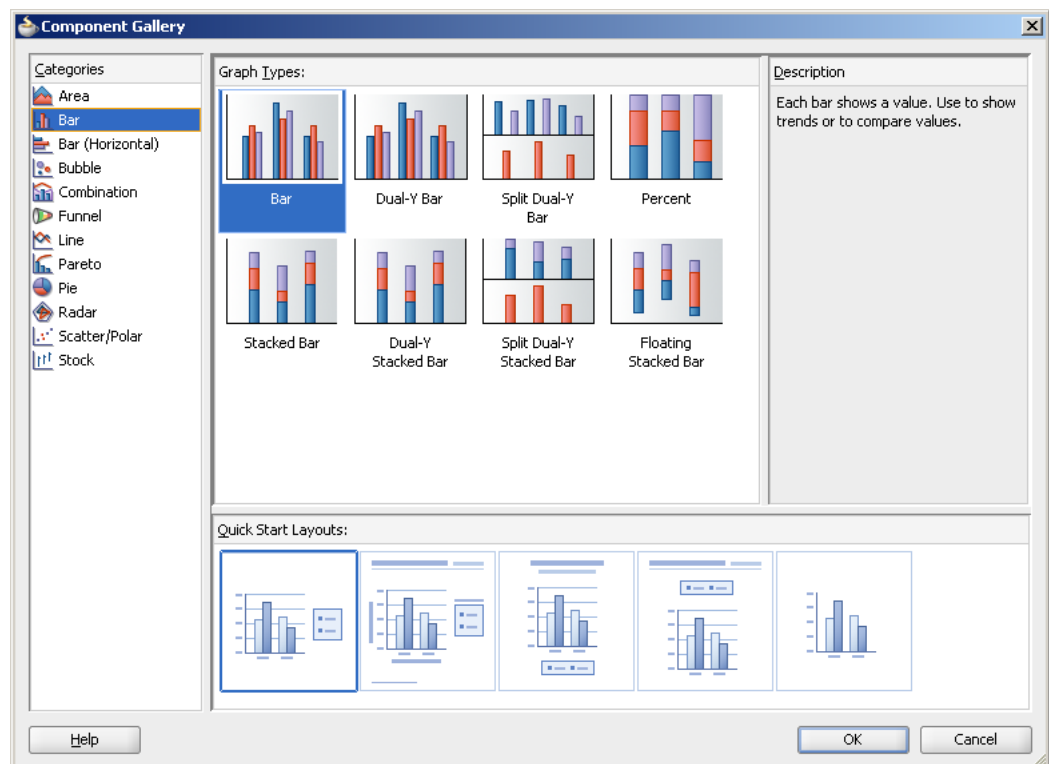 Component Gallery
Categories
Area
Bar
Bar (Horizontal)
Bubble
Combination
Funnel
Line
Pareto
Pie
Radar
Scatter/Polar
Stock
Graph Types:
Bar
Dual-Y Bar
Split Dual-Y
Bar
Percent
Stacked Bar
Dual-Y
Stacked Bar
Split Dual-Y
Stacked Bar
Floating
Stacked Bar
Description
Each bar shows a value. Use to show
trends or to compare values.
Quick Start Layouts:
Help
OK
Cancel